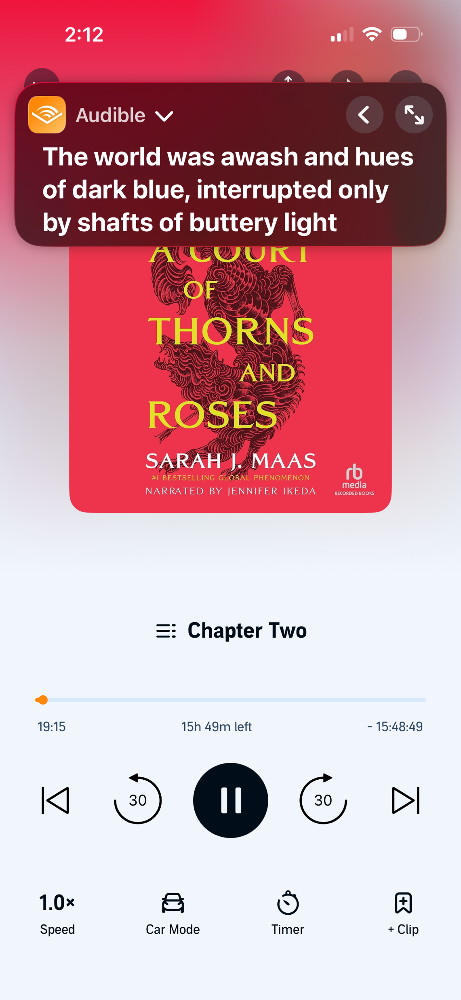 2:12
Audible
The world was awash and hues
of dark blue, interrupted only
by shafts of buttery light
A COURT
OF
THORNS
AND
ROSES
SARAH J. MAAS
#1 BESTSELLING GLOBAL PHENOMENON
NARRATED BY JENNIFER IKEDA
rb
media
RECORDED BOOKS
Chapter Two
19:15
15h 49m left
- 15:48:49
30
30
1.0×
Speed
Car Mode
Timer
+ Clip